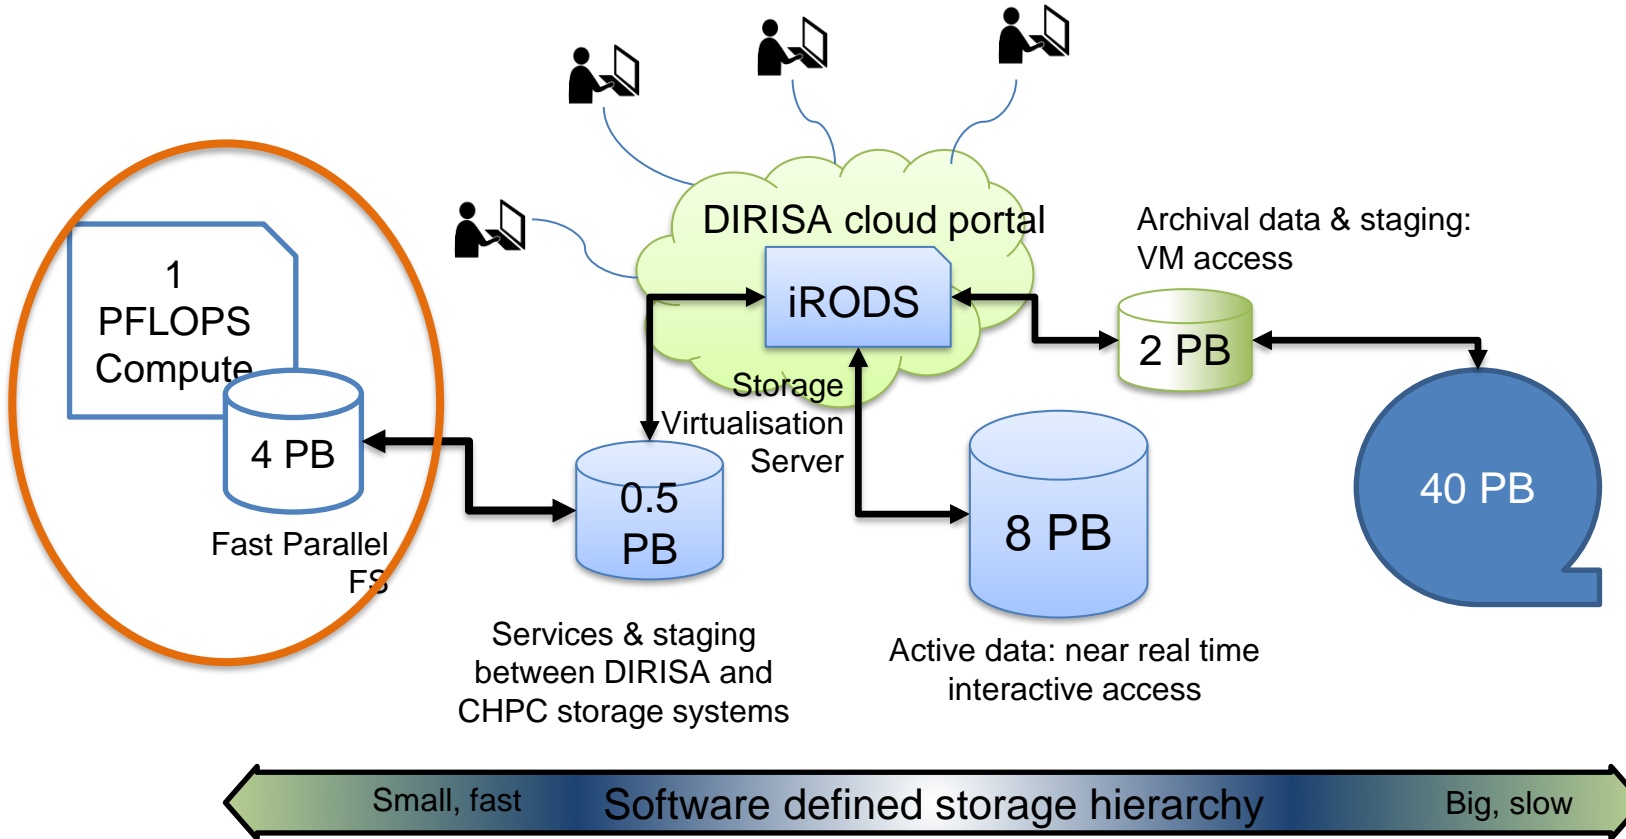 DIRISA cloud portal
iRODS
Storage
Virtualisation
Server
1
PFLOPS
Compute
4 PB
Fast Parallel
FS
0.5
PB
Services & staging
between DIRISA and
CHPC storage systems
8 PB
Active data: near real time
interactive access
Archival data & staging:
VM access
2 PB
40 PB
Small, fast
Software defined storage hierarchy
Big, slow